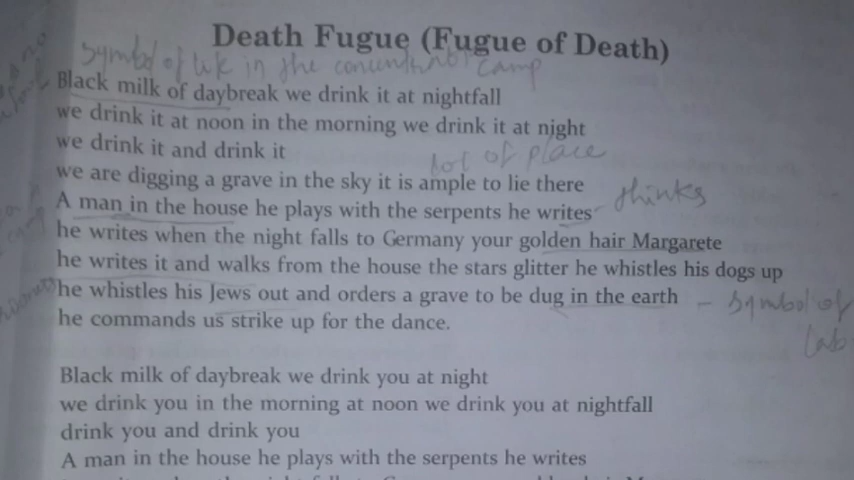 Death Fugue (Fugue of Death)
symbol of life in the concentration camp
Black milk of daybreak we drink it at nightfall
we drink it at noon in the morning we drink it at night
we drink it and drink it
lot of place
we are digging a grave in the sky it is ample to lie there
A man in the house he plays with the serpents he writes
thinks
he writes when the night falls to Germany your golden hair Margarete
he writes it and walks from the house the stars glitter he whistles his dogs up
he whistles his Jews out and orders a grave to be dug in the earth
– symbol of
he commands us strike up for the dance.
Black milk of daybreak we drink you at night
we drink you in the morning at noon we drink you at nightfall
drink you and drink you
A man in the house he plays with the serpents he writes